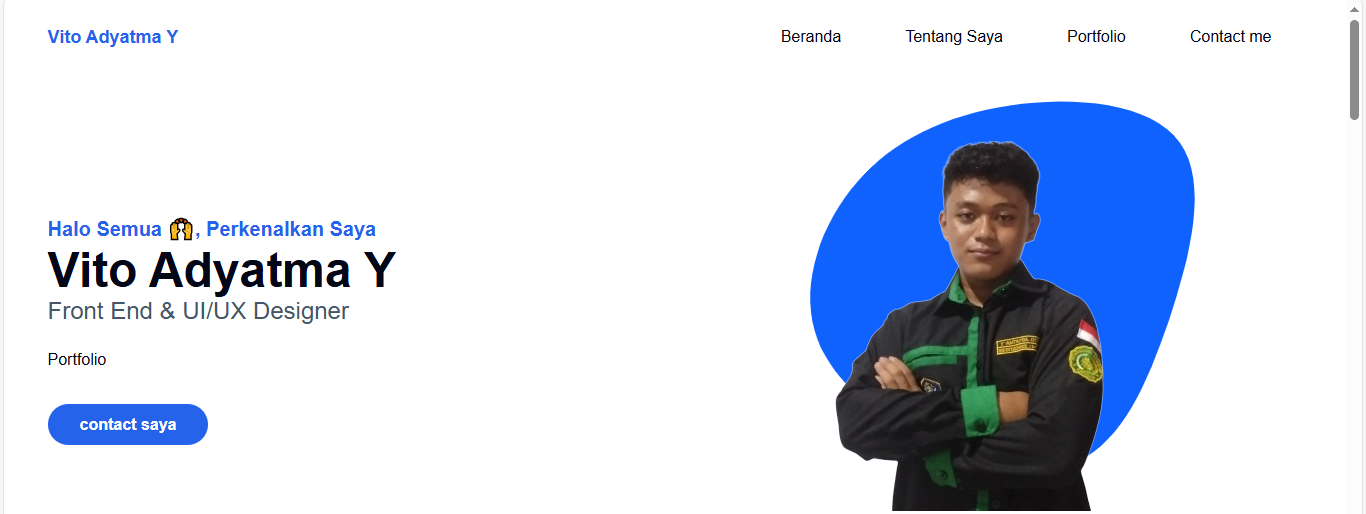 Vito Adyatma Y
Beranda Tentang Saya Portfolio Contact me
Halo Semua 🙌, Perkenalkan Saya
Vito Adyatma Y
Front End & UI/UX Designer
Portfolio
contact saya